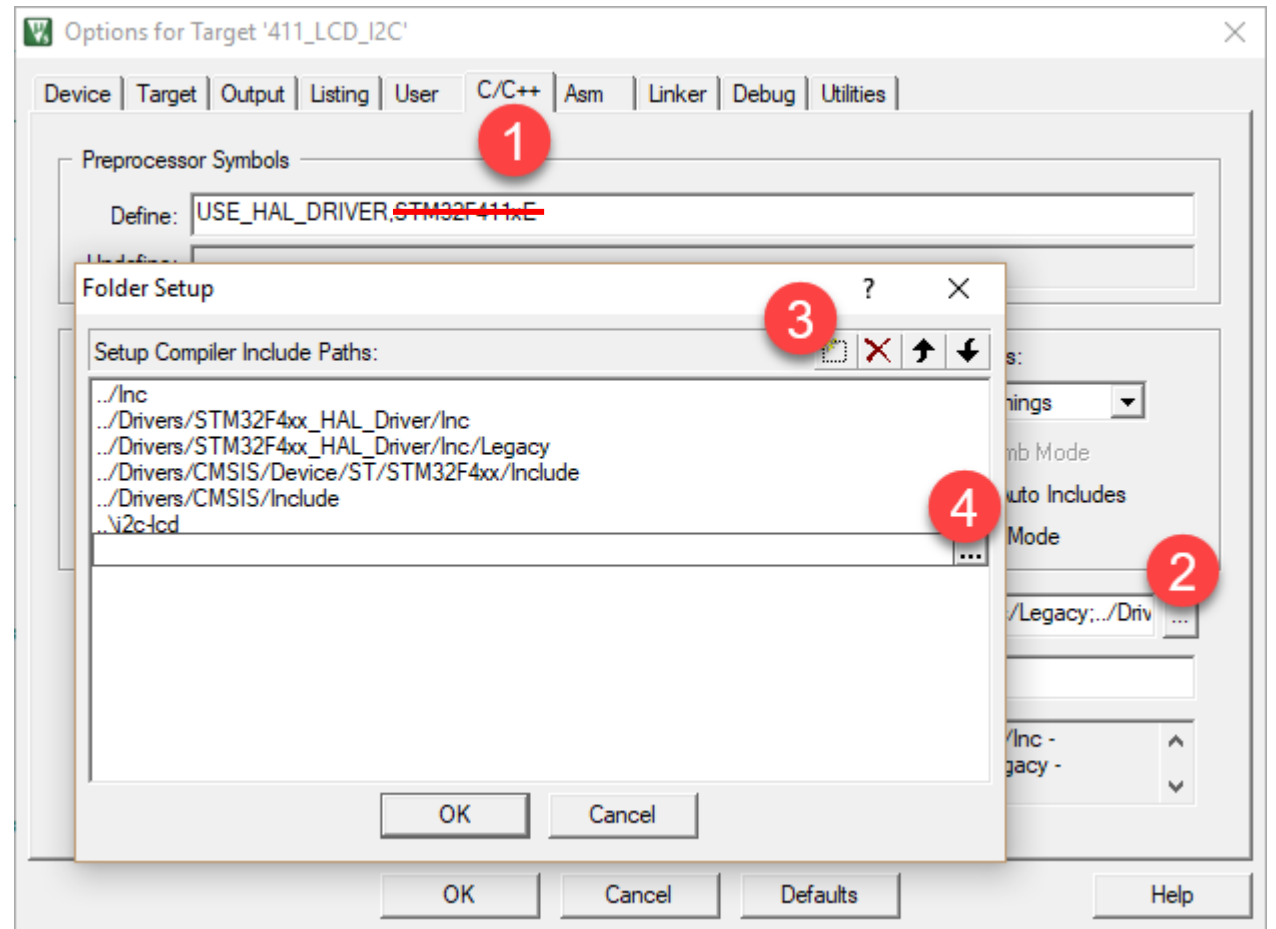 Options for Target '411_LCD_I2C'
Device Target Output Listing User C/C++ Asm Linker Debug Utilities
1
Preprocessor Symbols
Define: USE_HAL_DRIVER,STM32F411xE
Folder Setup ?
3
Setup Compiler Include Paths:
../Inc
../Drivers/STM32F4xx_HAL_Driver/Inc
../Drivers/STM32F4xx_HAL_Driver/Inc/Legacy
../Drivers/CMSIS/Device/ST/STM32F4xx/Include
../Drivers/CMSIS/Include
..\i2c-lcd
4
...
s:
nings
mb Mode
uto Includes
Mode
2
/Legacy;../Driv ...
/Inc -
gacy -
OK Cancel
OK Cancel Defaults Help